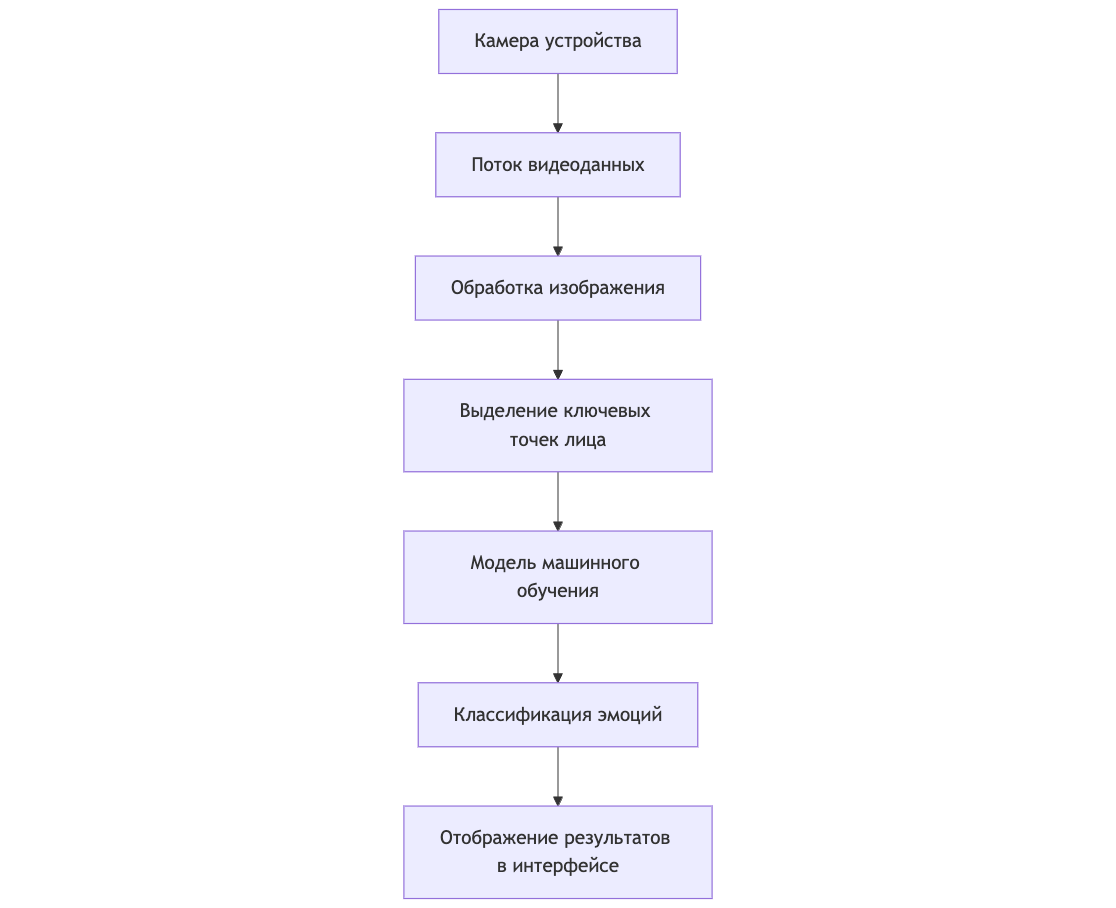 Камера устройства
Поток видеоданных
Обработка изображения
Выделение ключевых
точек лица
Модель машинного
обучения
Классификация эмоций
Отображение результатов
в интерфейсе